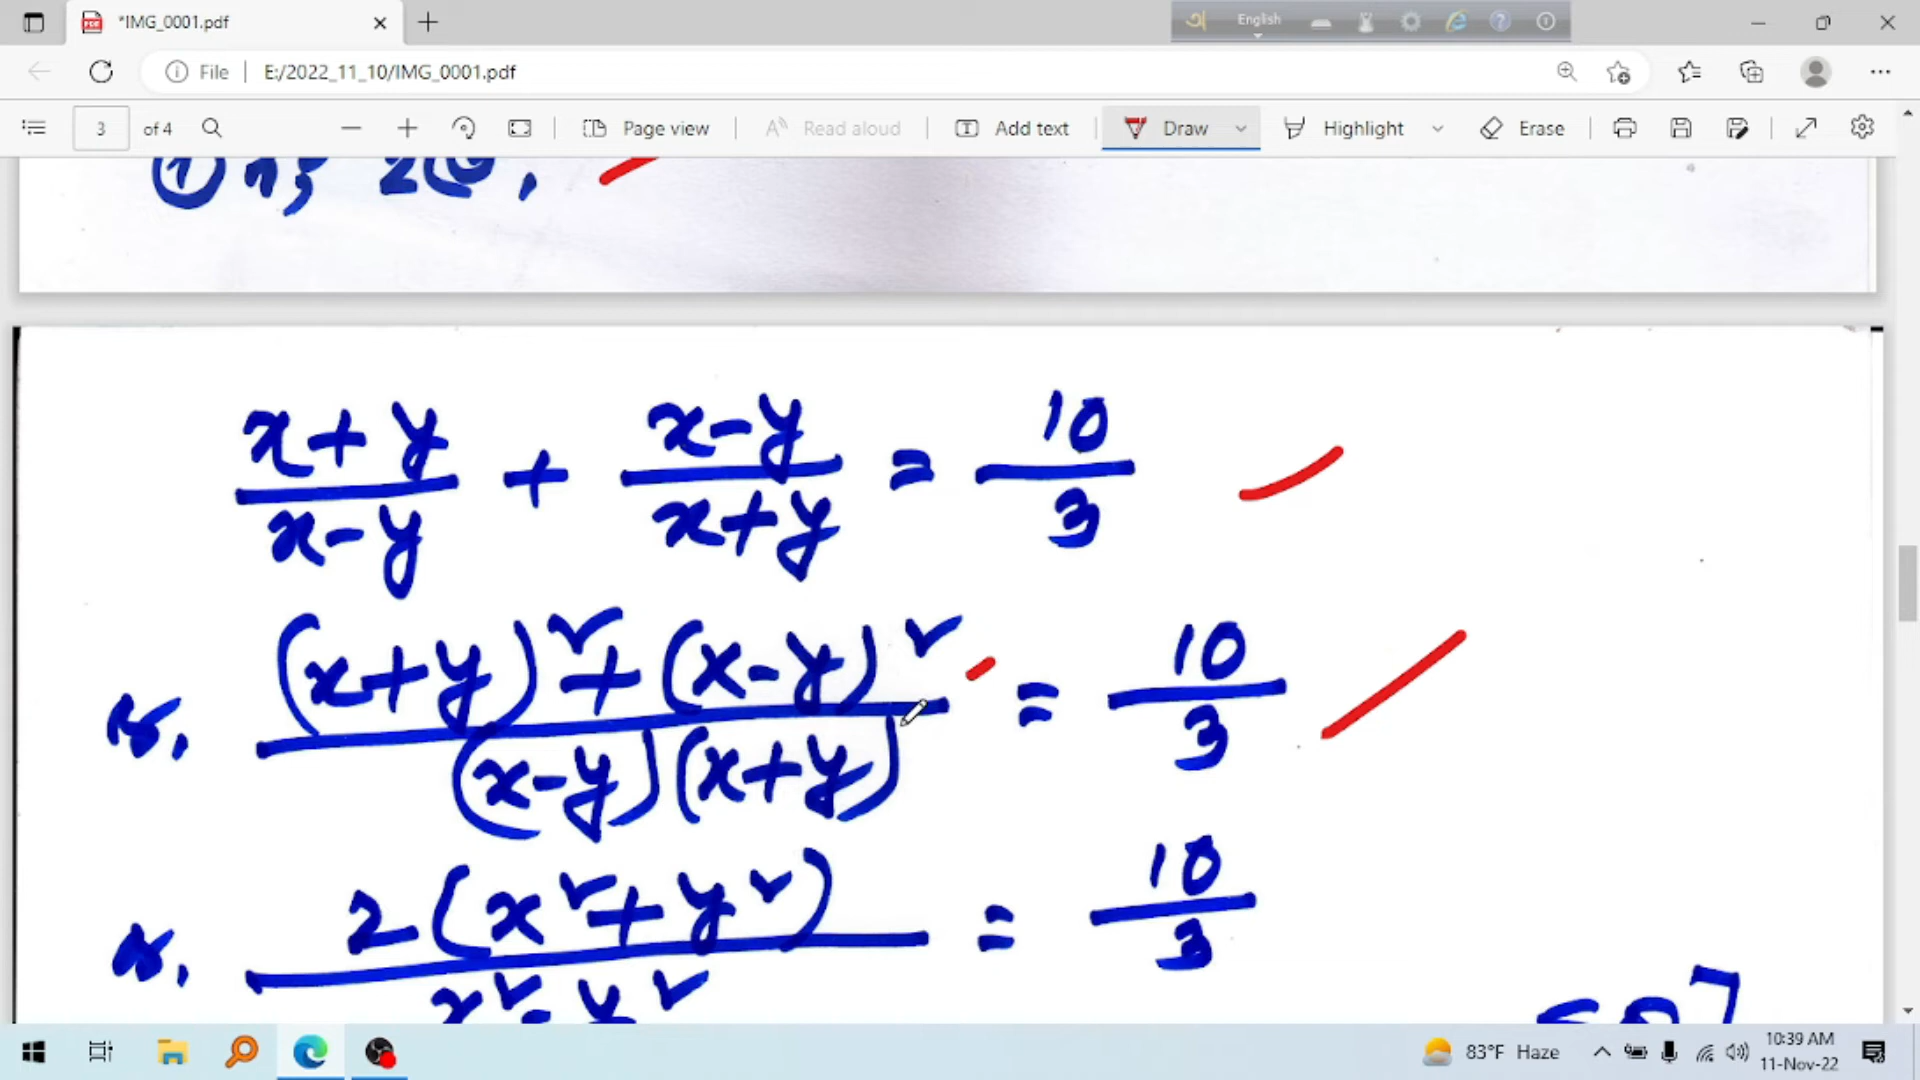 *IMG_0001.pdf
English
File E:/2022_11_10/IMG_0001.pdf
3 of 4 Page view Read aloud Add text Draw Highlight Erase
x+y/x-y + x-y/x+y = 10/3
বা, (x+y)²+(x-y)²/(x-y)(x+y) = 10/3
বা, 2(x²+y²)/x²-y² = 10/3
83°F Haze
10:39 AM
11-Nov-22